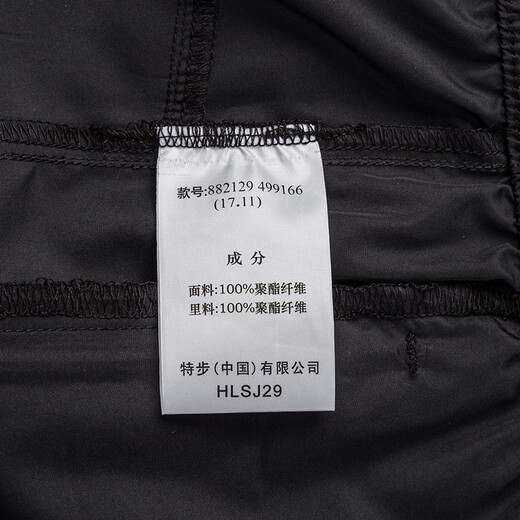 款号:882129 499166
(17.11)
成分
面料:100%聚酯纤维
里料:100%聚酯纤维
特步(中国)有限公司
HLSJ29